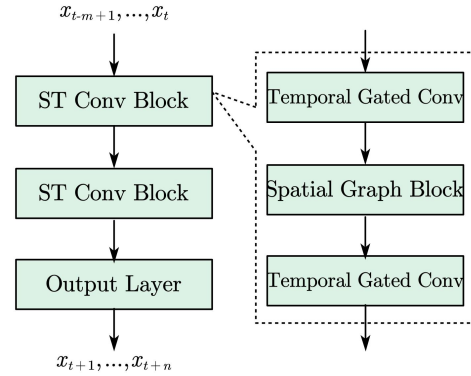 x_{t-m+1},...,x_t
ST Conv Block
ST Conv Block
Output Layer
x_{t+1},...,x_{t+n}
Temporal Gated Conv
Spatial Graph Block
Temporal Gated Conv